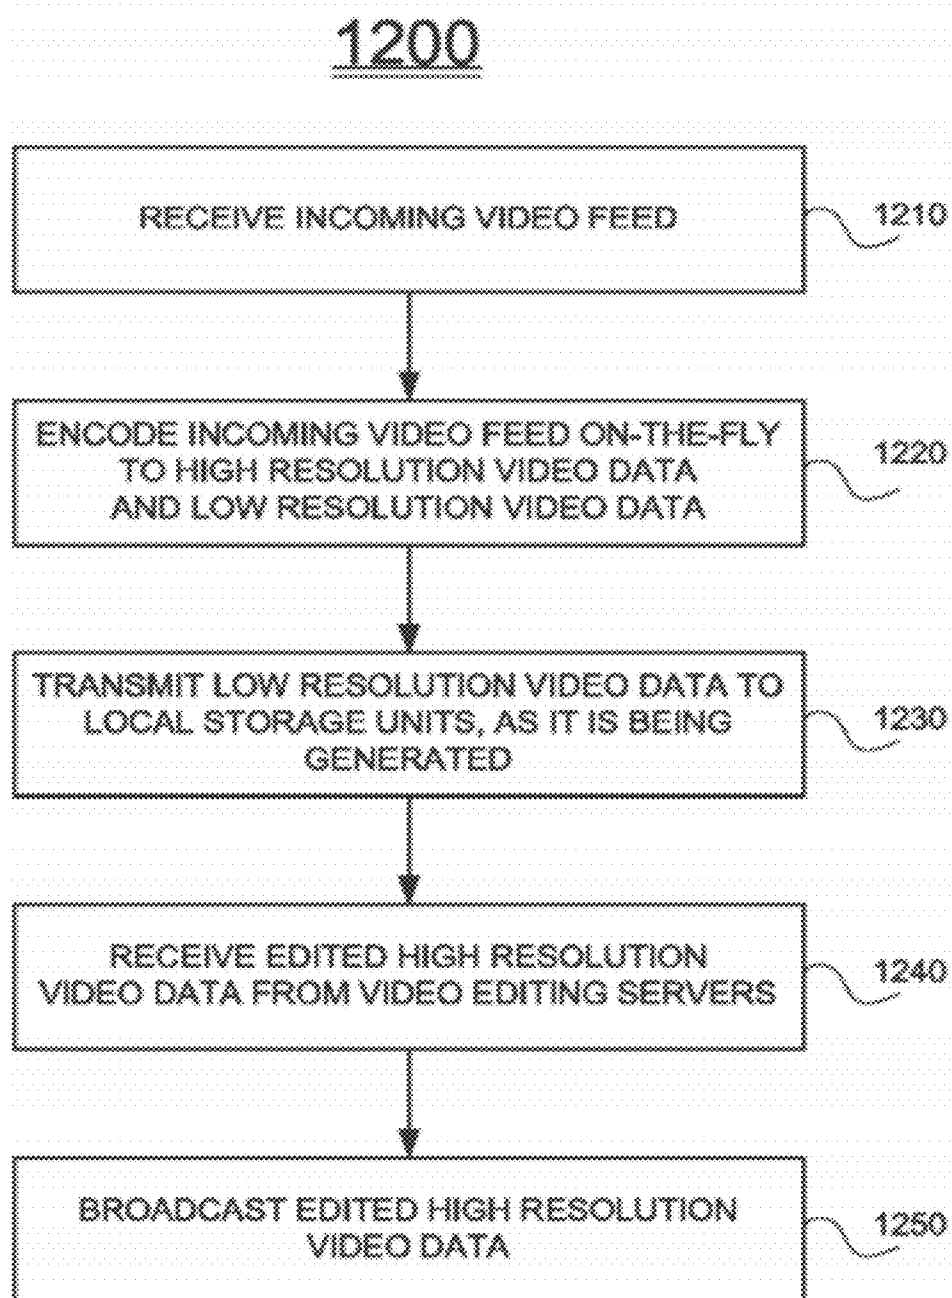 1200
RECEIVE INCOMING VIDEO FEED
1210
ENCODE INCOMING VIDEO FEED ON-THE-FLY
TO HIGH RESOLUTION VIDEO DATA
AND LOW RESOLUTION VIDEO DATA
1220
TRANSMIT LOW RESOLUTION VIDEO DATA TO
LOCAL STORAGE UNITS, AS IT IS BEING
GENERATED
1230
RECEIVE EDITED HIGH RESOLUTION
VIDEO DATA FROM VIDEO EDITING SERVERS
1240
BROADCAST EDITED HIGH RESOLUTION
VIDEO DATA
1250